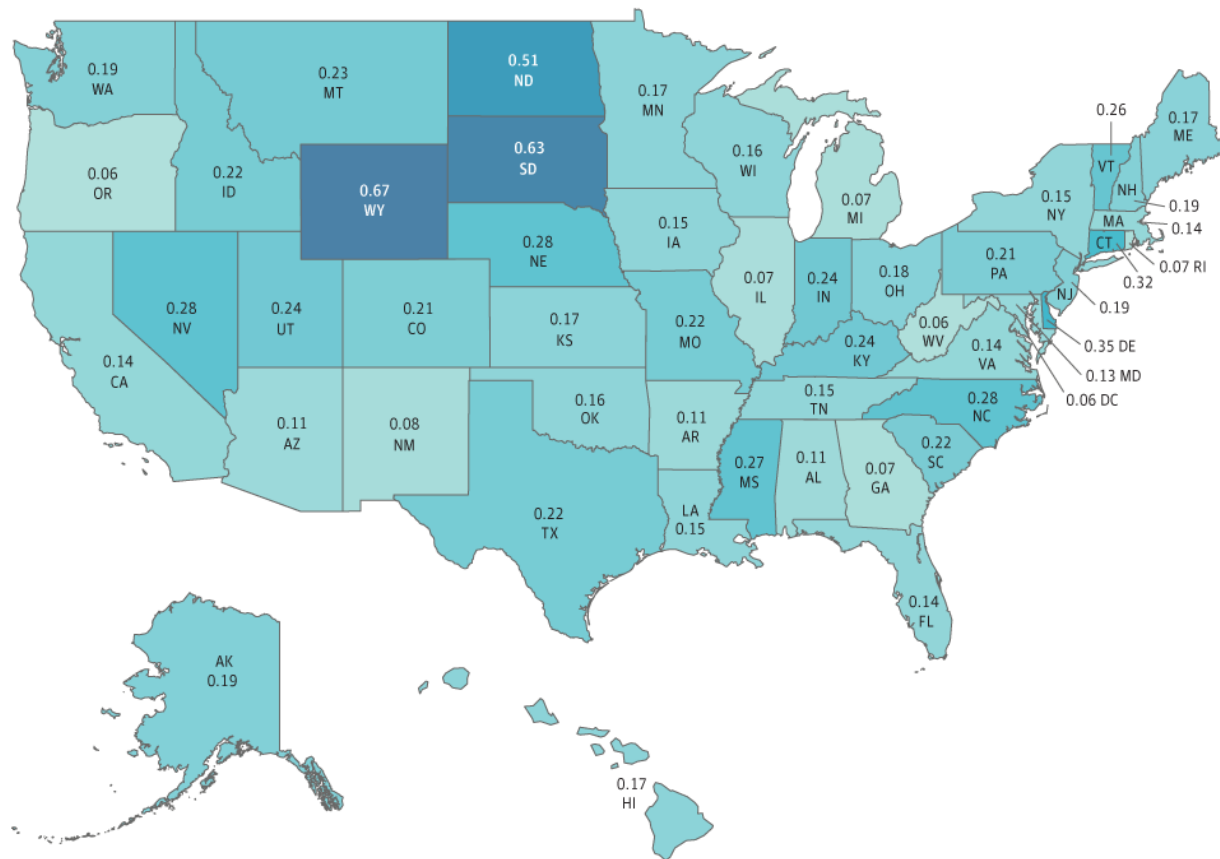 0.19
WA
0.23
MT
0.51
ND
0.17
MN
0.26
VT
0.17
ME
0.06
OR
0.22
ID
0.67
WY
0.63
SD
0.16
WI
0.07
MI
0.15
NY
NH
0.19
MA
0.14
CT
0.32
0.07 RI
0.28
NV
0.24
UT
0.21
CO
0.28
NE
0.15
IA
0.07
IL
0.24
IN
0.18
OH
0.21
PA
NJ
0.19
0.14
CA
0.17
KS
0.22
MO
0.24
KY
0.06
WV
0.14
VA
0.35 DE
0.13 MD
0.06 DC
0.11
AZ
0.08
NM
0.16
OK
0.11
AR
0.15
TN
0.28
NC
0.22
SC
0.22
TX
LA
0.15
0.27
MS
0.11
AL
0.07
GA
0.14
FL
AK
0.19
0.17
HI